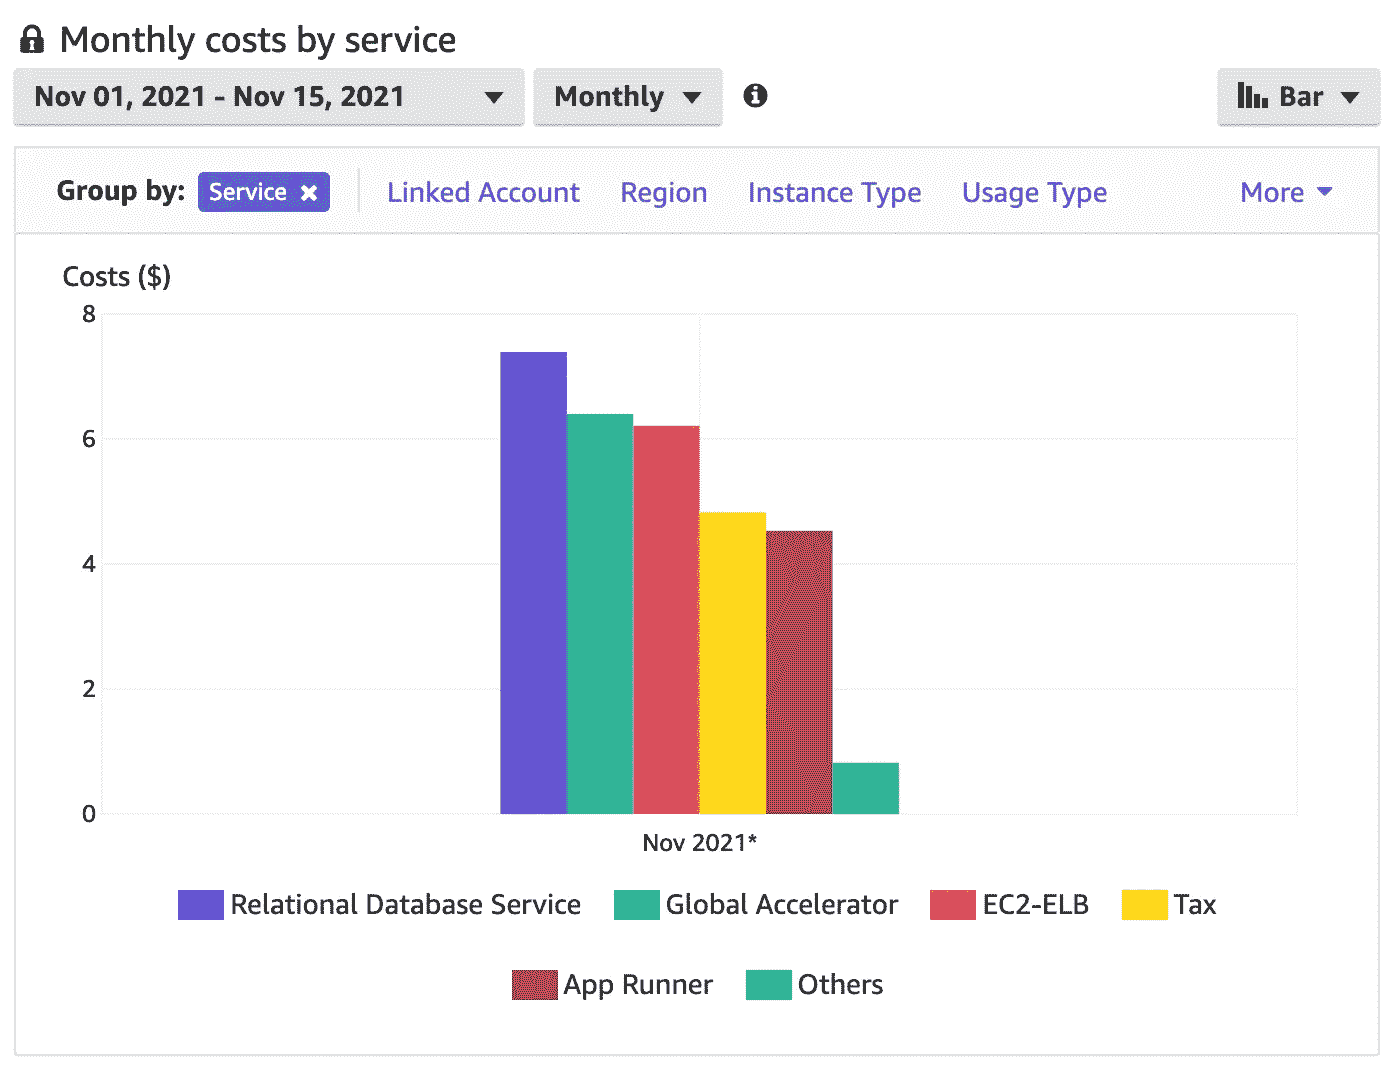 Monthly costs by service
Nov 01, 2021 - Nov 15, 2021 Monthly Bar
Group by: Service Linked Account Region Instance Type Usage Type More
Costs ($)
8
6
4
2
0
Nov 2021*
Relational Database Service Global Accelerator EC2-ELB Tax
App Runner Others